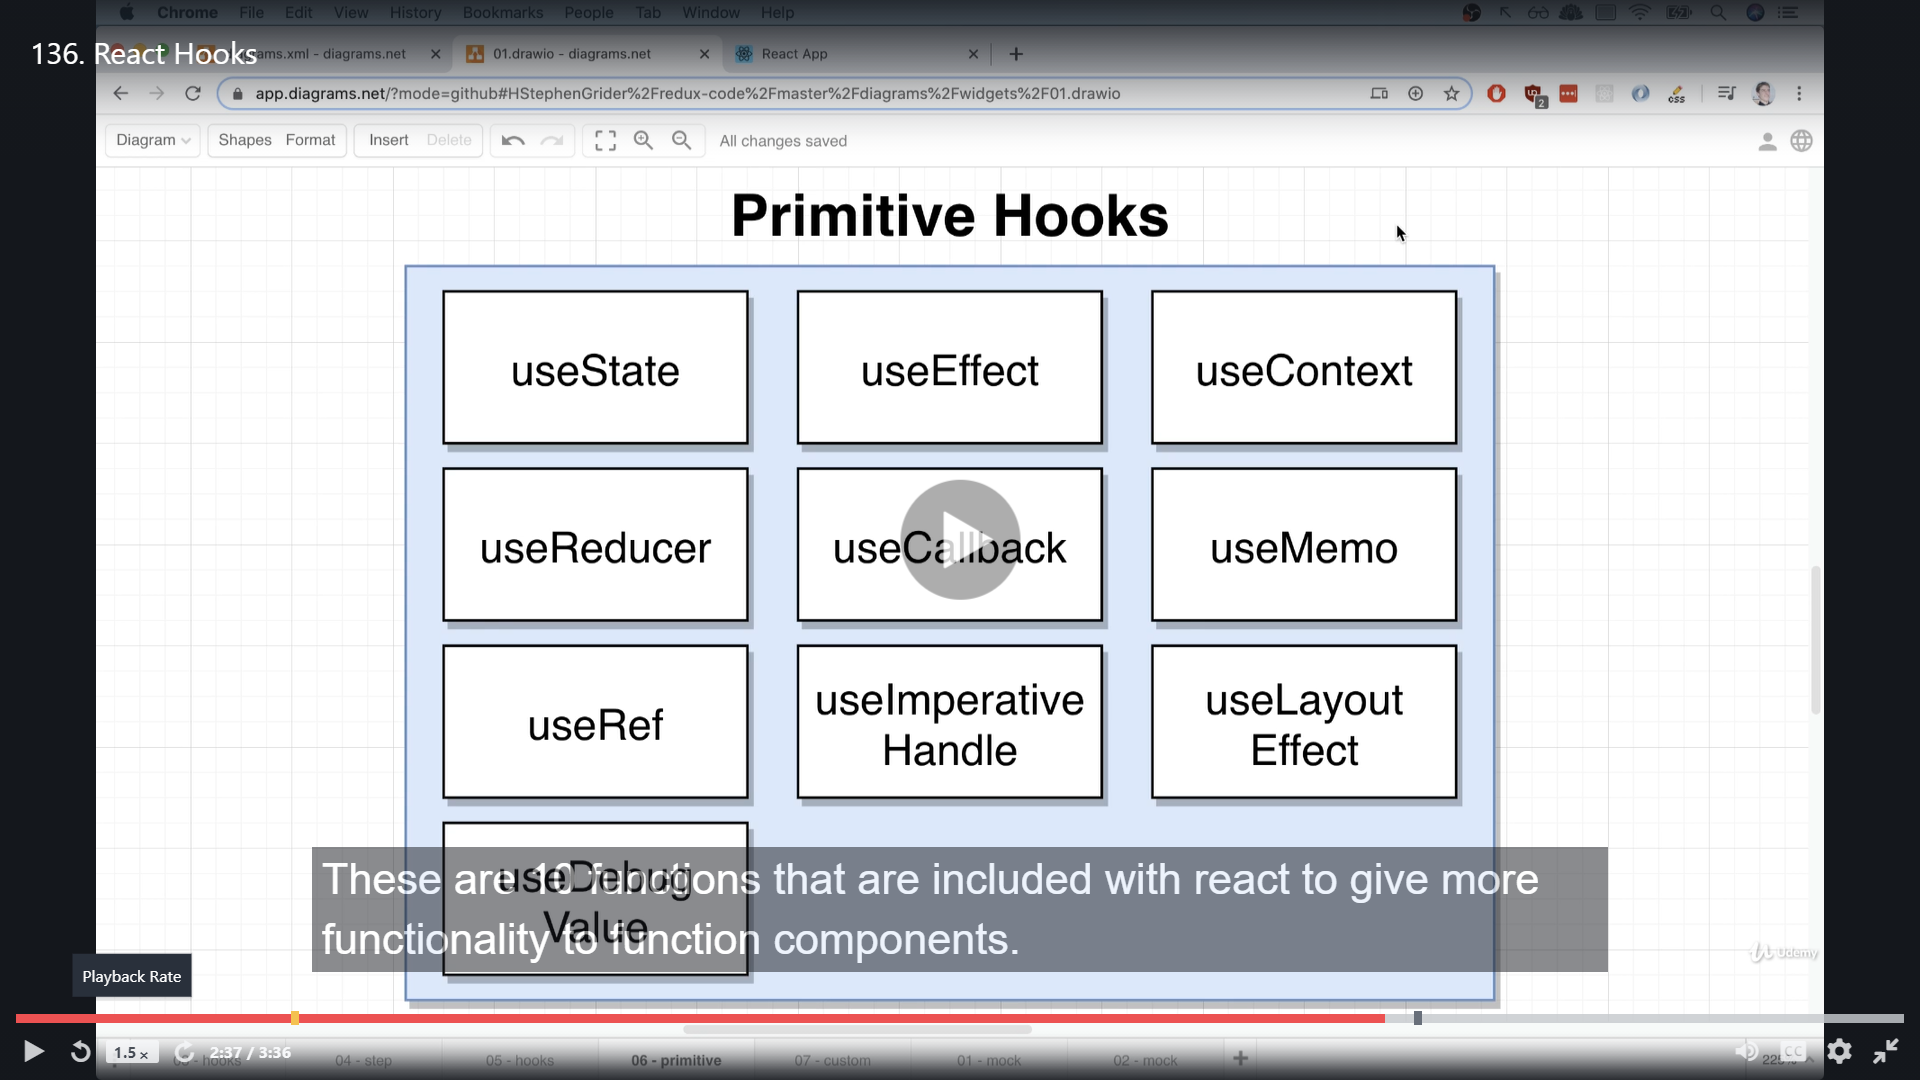 Chrome File Edit View History Bookmarks People Tab Window Help
136. React Hooks
ams.xml - diagrams.net
01.drawio - diagrams.net
React App
app.diagrams.net/?mode=github#HStephenGrider%2Fredux-code%2Fmaster%2Fdiagrams%2Fwidgets%2F01.drawio
2
css
Diagram Shapes Format Insert Delete All changes saved
Primitive Hooks
useState
useEffect
useContext
useReducer
useCallback
useMemo
useRef
useImperative
Handle
useLayout
Effect
useDebug
Value
These are 10 functions that are included with react to give more
functionality to function components.
Udemy
Playback Rate
1.5 x
2:37 / 3:36
hooks
04 - step
05 - hooks
06 - primitive
07 - custom
01 - mock
02 - mock
CC